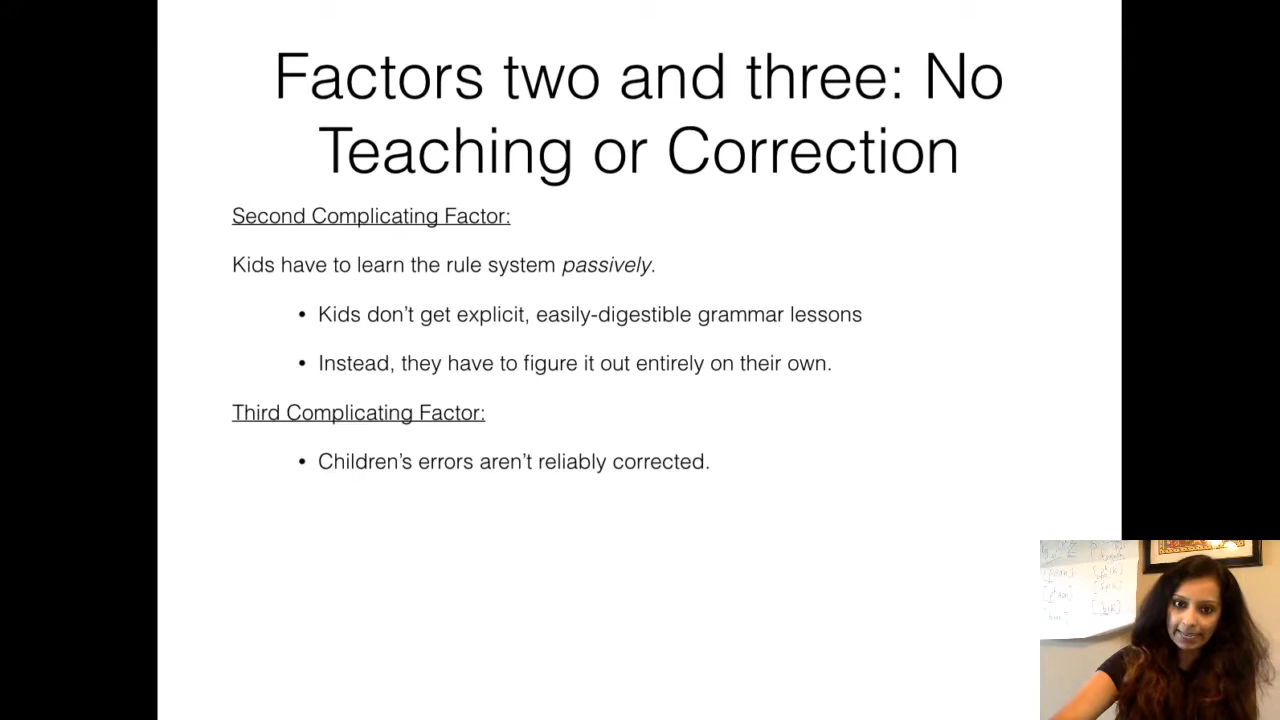 Factors two and three: No
Teaching or Correction
Second Complicating Factor:
Kids have to learn the rule system passively.
• Kids don’t get explicit, easily-digestible grammar lessons
• Instead, they have to figure it out entirely on their own.
Third Complicating Factor:
• Children’s errors aren’t reliably corrected.